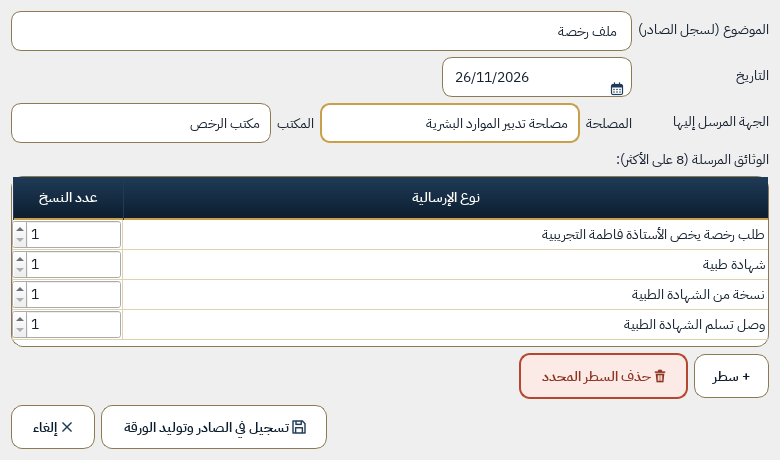 الموضوع (لسجل الصادر) ملف رخصة
التاريخ 26/11/2026
الجهة المرسل إليها المصلحة مصلحة تدبير الموارد البشرية المكتب مكتب الرخص
الوثائق المرسلة (8 على الأكثر):
نوع الإرسالية عدد النسخ
طلب رخصة يخص الأستاذة فاطمة التجريبية 1
شهادة طبية 1
نسخة من الشهادة الطبية 1
وصل تسلم الشهادة الطبية 1
+ سطر حذف السطر المحدد
تسجيل في الصادر وتوليد الورقة إلغاء